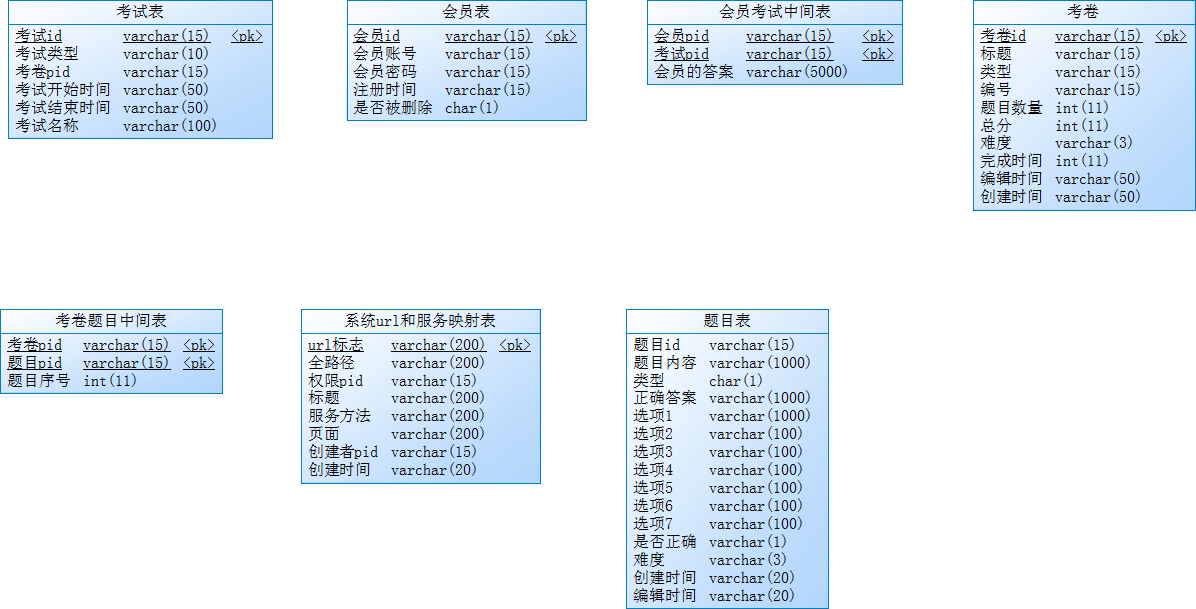 考试表
考试id varchar(15) <pk>
考试类型 varchar(10)
考卷pid varchar(15)
考试开始时间 varchar(50)
考试结束时间 varchar(50)
考试名称 varchar(100)
会员表
会员id varchar(15) <pk>
会员账号 varchar(15)
会员密码 varchar(15)
注册时间 varchar(15)
是否被删除 char(1)
会员考试中间表
会员pid varchar(15) <pk>
考试pid varchar(15) <pk>
会员的答案 varchar(5000)
考卷
考卷id varchar(15) <pk>
标题 varchar(15)
类型 varchar(15)
编号 varchar(15)
题目数量 int(11)
总分 int(11)
难度 varchar(3)
完成时间 int(11)
编辑时间 varchar(50)
创建时间 varchar(50)
考卷题目中间表
考卷pid varchar(15) <pk>
题目pid varchar(15) <pk>
题目序号 int(11)
系统url和服务映射表
url标志 varchar(200) <pk>
全路径 varchar(200)
权限pid varchar(15)
标题 varchar(200)
服务方法 varchar(200)
页面 varchar(200)
创建者pid varchar(15)
创建时间 varchar(20)
题目表
题目id varchar(15)
题目内容 varchar(1000)
类型 char(1)
正确答案 varchar(1000)
选项1 varchar(1000)
选项2 varchar(100)
选项3 varchar(100)
选项4 varchar(100)
选项5 varchar(100)
选项6 varchar(100)
选项7 varchar(100)
是否正确 varchar(1)
难度 varchar(3)
创建时间 varchar(20)
编辑时间 varchar(20)